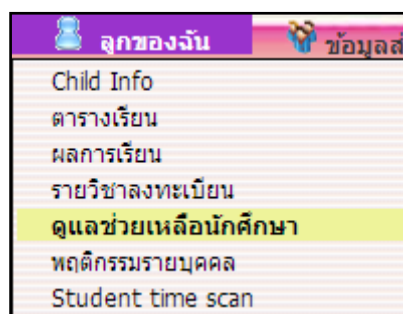 ลูกของฉัน ข้อมูลส่
Child Info
ตารางเรียน
ผลการเรียน
รายวิชาลงทะเบียน
ดูแลช่วยเหลือนักศึกษา
พฤติกรรมรายบุคคล
Student time scan